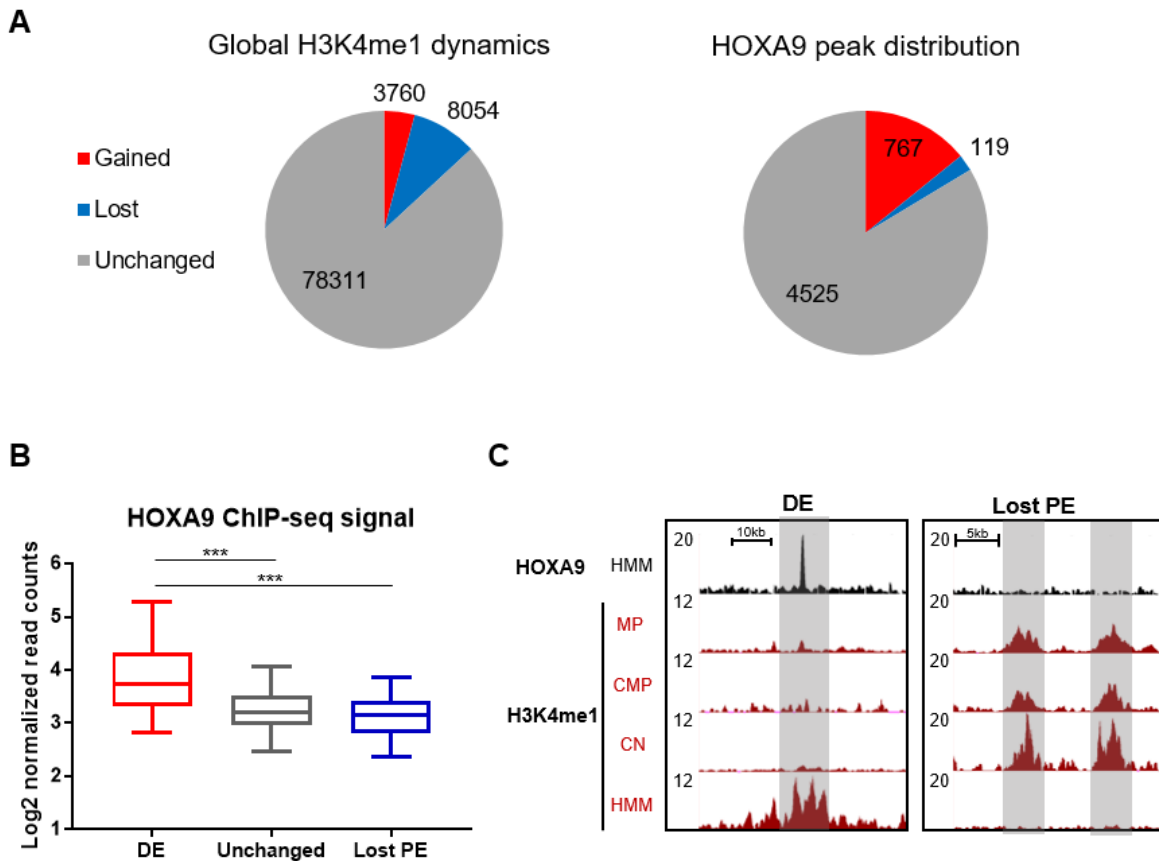 A
Global H3K4me1 dynamics
HOXA9 peak distribution
3760
8054
Gained
Lost
Unchanged
78311
767
119
4525
B
HOXA9 ChIP-seq signal
Log2 normalized read counts
6
5
4
3
2
1
***
***
DE
Unchanged
Lost PE
C
DE
Lost PE
HOXA9
HMM
20
10kb
20
5kb
H3K4me1
MP
12
20
CMP
12
20
CN
12
20
HMM
12
20